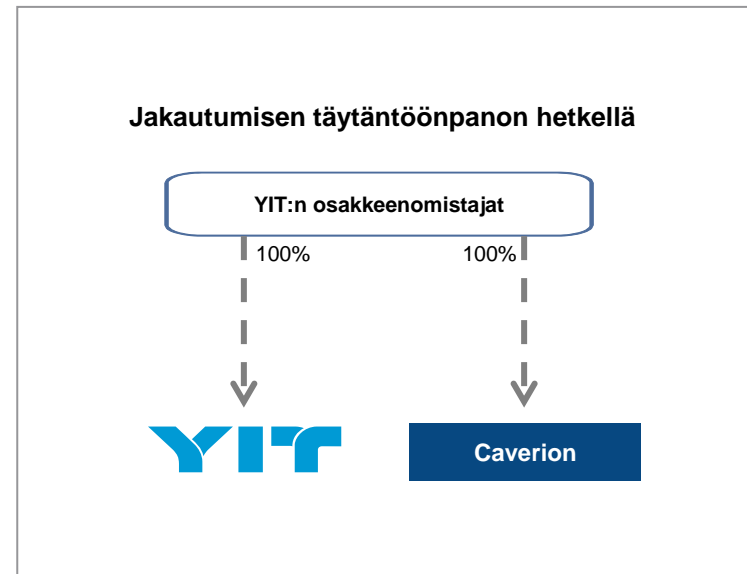 Jakautumisen täytäntöönpanon hetkellä
YIT:n osakkeenomistajat
100% 100%
YIT Caverion